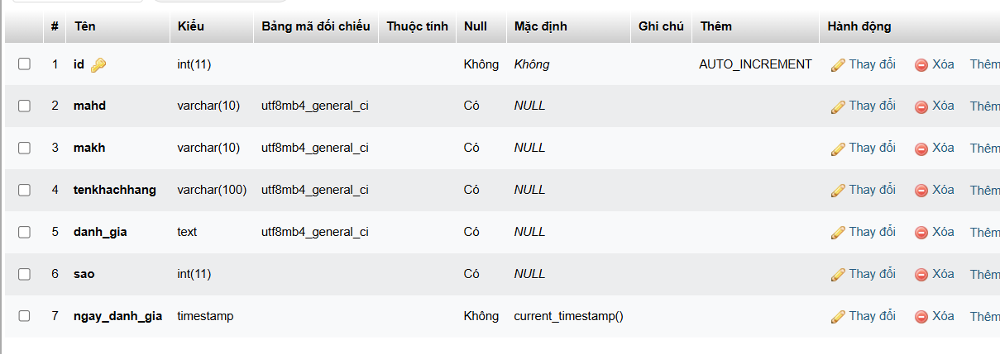 # Tên Kiểu Bảng mã đối chiếu Thuộc tính Null Mặc định Ghi chú Thêm Hành động
1 id int(11) Không Không AUTO_INCREMENT Thay đổi Xóa Thêm
2 mahd varchar(10) utf8mb4_general_ci Có NULL Thay đổi Xóa Thêm
3 makh varchar(10) utf8mb4_general_ci Có NULL Thay đổi Xóa Thêm
4 tenkhachhang varchar(100) utf8mb4_general_ci Có NULL Thay đổi Xóa Thêm
5 danh_gia text utf8mb4_general_ci Có NULL Thay đổi Xóa Thêm
6 sao int(11) Có NULL Thay đổi Xóa Thêm
7 ngay_danh_gia timestamp Không current_timestamp() Thay đổi Xóa Thêm